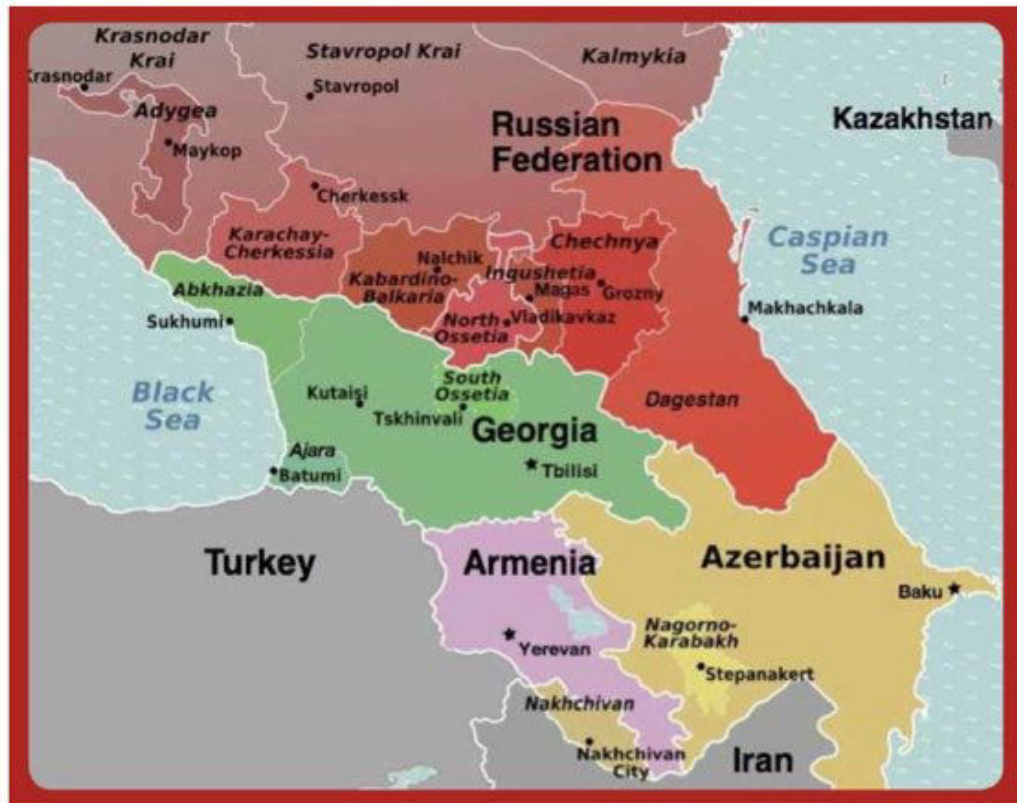 Krasnodar
Krai
Stavropol Krai
Kalmykia
Krasnodar
Stavropol
Adygea
Maykop
Russian
Federation
Kazakhstan
Cherkessk
Karachay-
Cherkessia
Chechnya
Caspian
Sea
Nalchik
Kabardino-
Balkaria
Ingushetia
Magas
Grozny
Abkhazia
Sukhumi
North
Ossetia
Vladikavkaz
Makhachkala
Black
Sea
Kutaisi
South
Ossetia
Tskhinvali
Dagestan
Georgia
Ajara
Batumi
Tbilisi
Turkey
Armenia
Azerbaijan
Baku
Nagorno-
Karabakh
Yerevan
Stepanakert
Nakhchivan
Nakhchivan
City
Iran